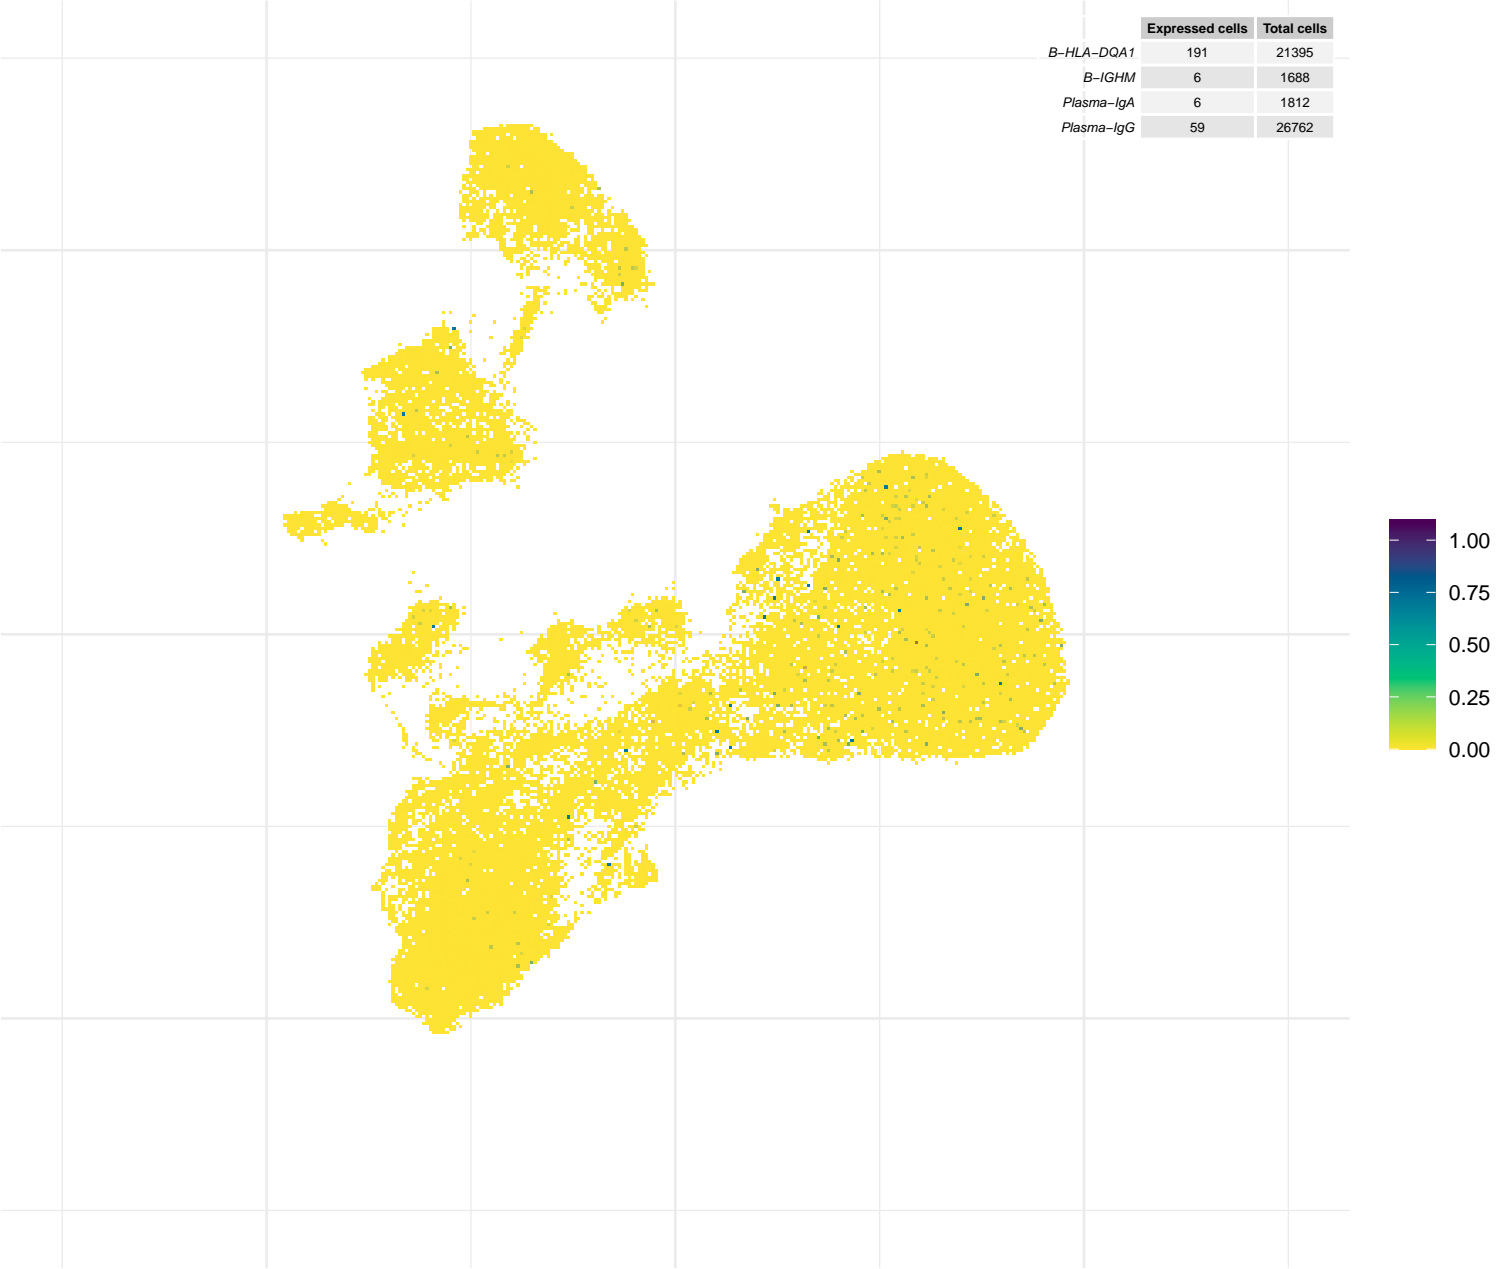 Expressed cells Total cells
B−HLA−DQA1 191 21395
B−IGHM 6 1688
Plasma−IgA 6 1812
Plasma−IgG 59 26762
1.00
0.75
0.50
0.25
0.00